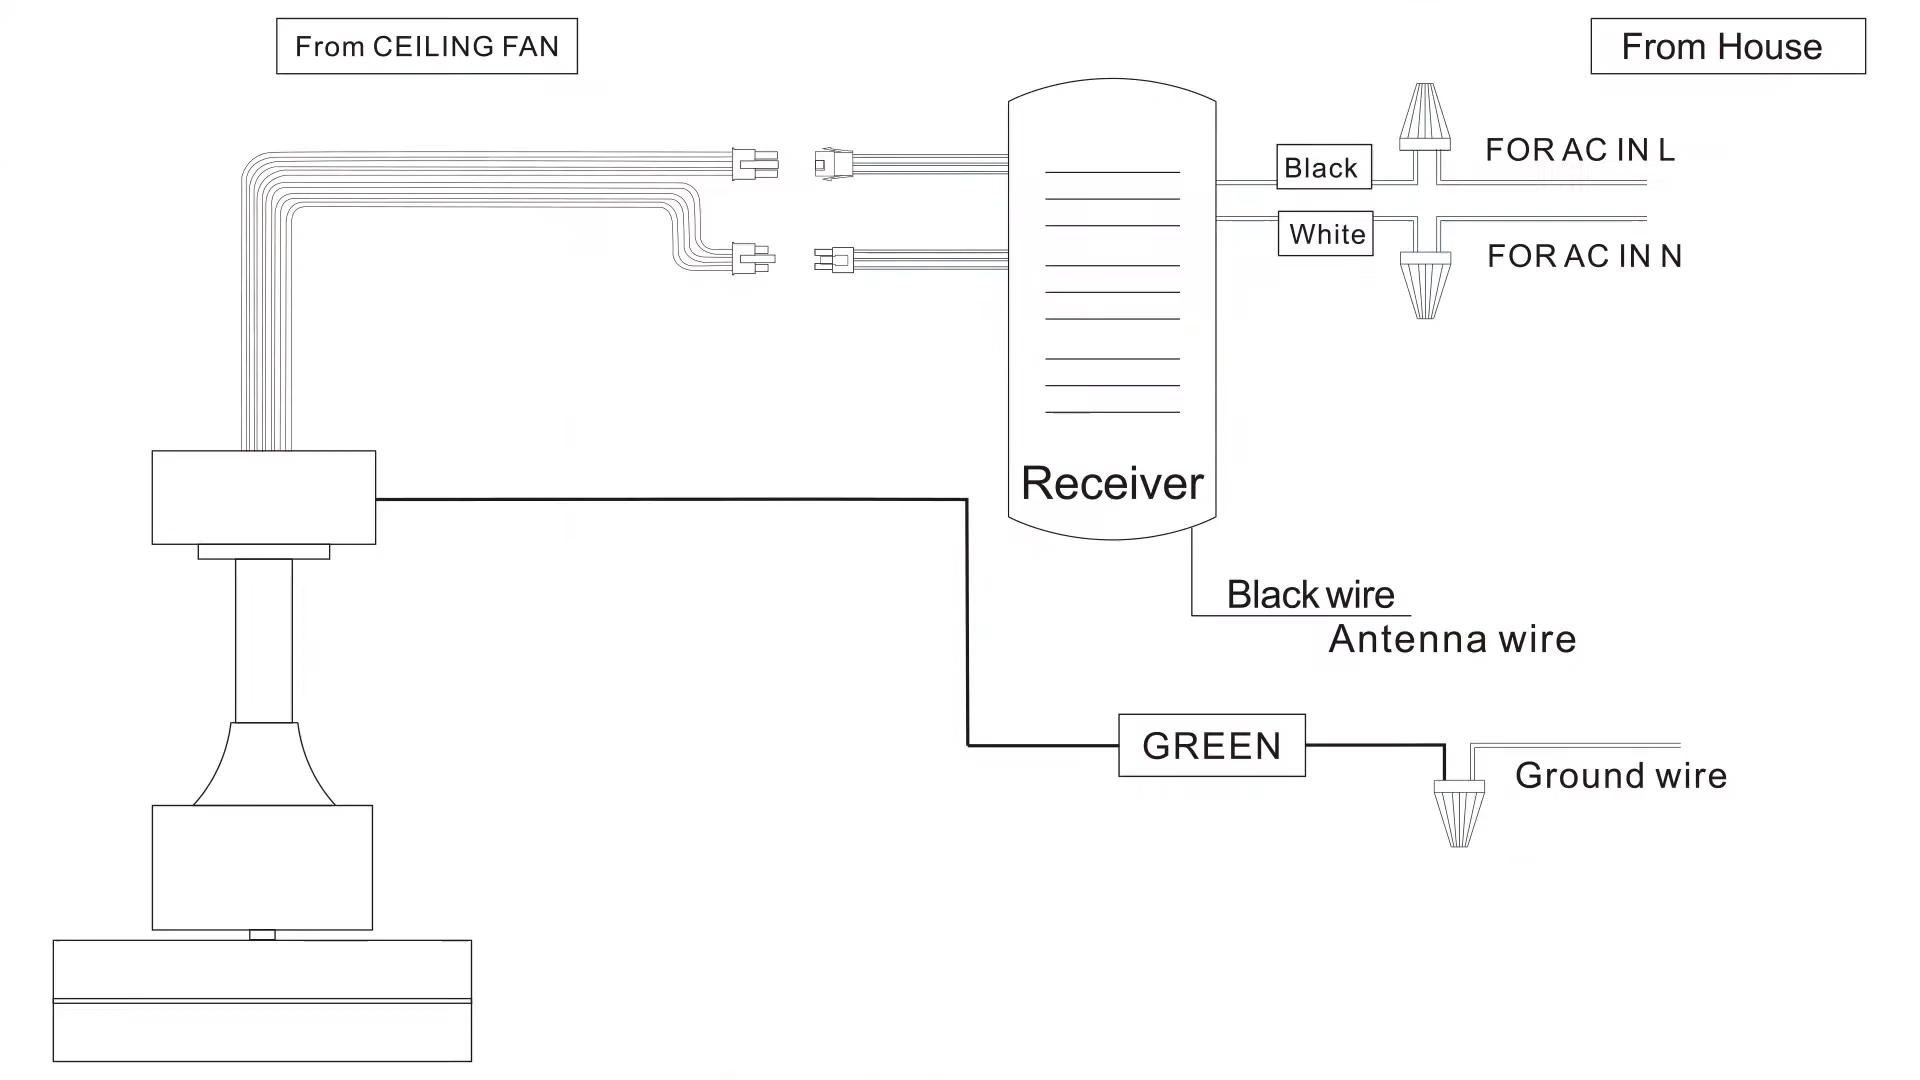 From CEILING FAN
From House
FOR AC IN L
Black
White
FOR AC IN N
Receiver
Black wire
Antenna wire
GREEN
Ground wire